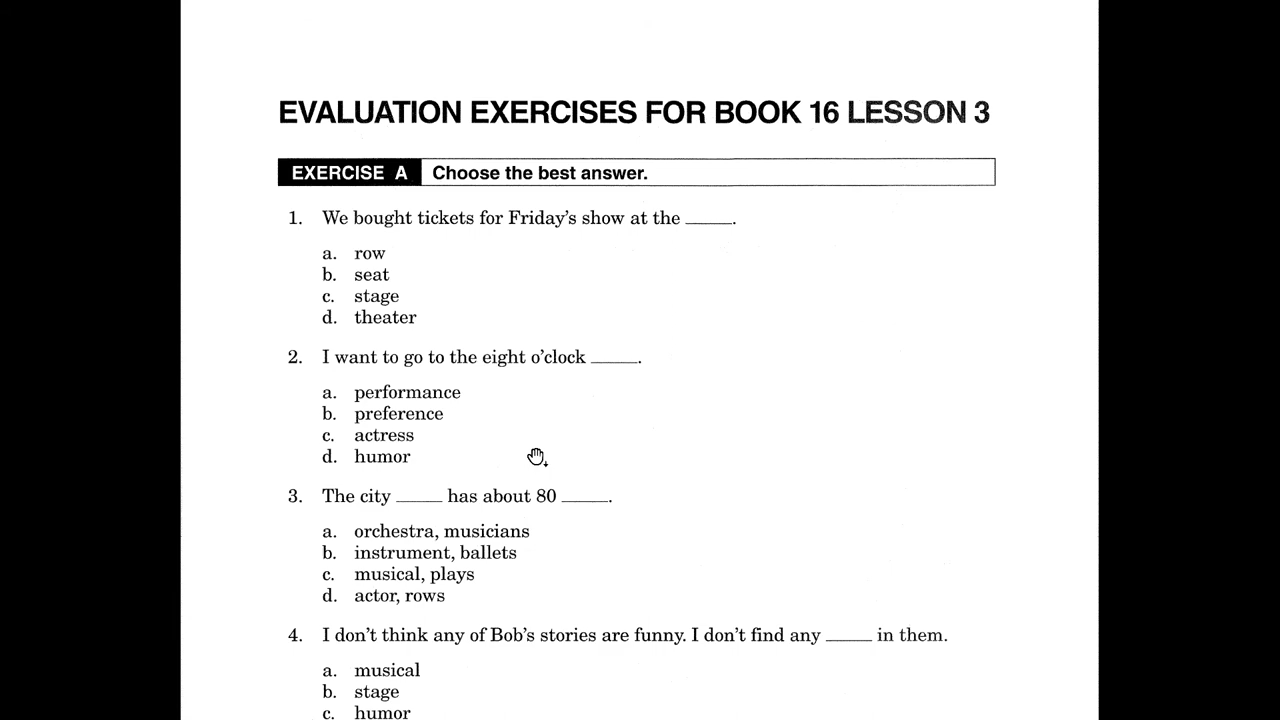 EVALUATION EXERCISES FOR BOOK 16 LESSON 3
EXERCISE A Choose the best answer.
1. We bought tickets for Friday's show at the _____.
a. row
b. seat
c. stage
d. theater
2. I want to go to the eight o'clock _____.
a. performance
b. preference
c. actress
d. humor
3. The city _____ has about 80 _____.
a. orchestra, musicians
b. instrument, ballets
c. musical, plays
d. actor, rows
4. I don't think any of Bob's stories are funny. I don't find any _____ in them.
a. musical
b. stage
c. humor